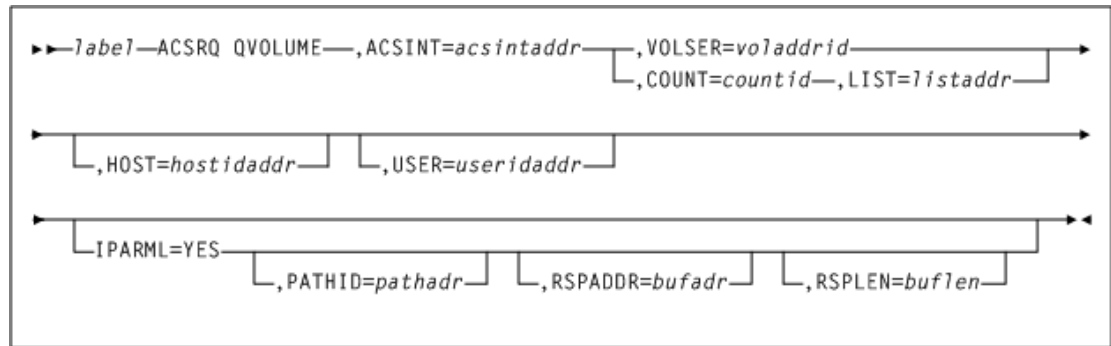 label ACSRQ QVOLUME ,ACSINT=acsintaddr ,VOLSER=voladdrid
,COUNT=countid ,LIST=listaddr
,HOST=hostidaddr ,USER=useridaddr
IPARML=YES
,PATHID=pathadr ,RSPADDR=bufadr ,RSPLEN=buflen